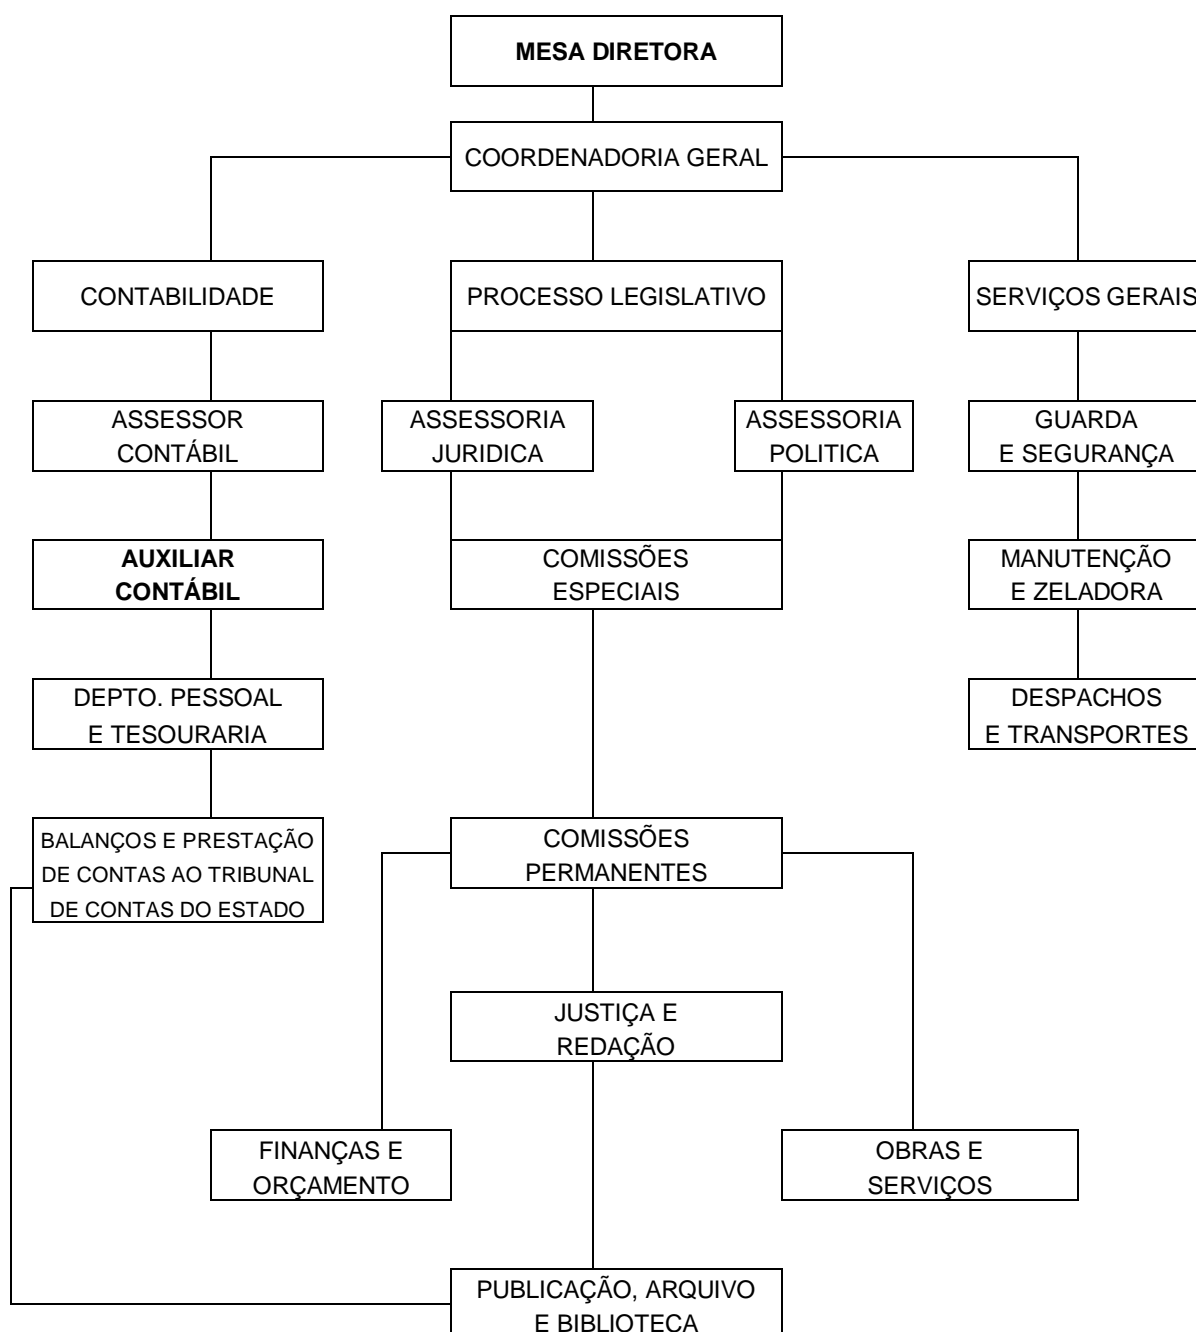 MESA DIRETORA
COORDENADORIA GERAL
CONTABILIDADE
PROCESSO LEGISLATIVO
SERVIÇOS GERAIS
ASSESSOR
CONTÁBIL
ASSESSORIA
JURIDICA
ASSESSORIA
POLITICA
GUARDA
E SEGURANÇA
AUXILIAR
CONTÁBIL
COMISSÕES
ESPECIAIS
MANUTENÇÃO
E ZELADORA
DEPTO. PESSOAL
E TESOURARIA
DESPACHOS
E TRANSPORTES
BALANÇOS E PRESTAÇÃO
DE CONTAS AO TRIBUNAL
DE CONTAS DO ESTADO
COMISSÕES
PERMANENTES
JUSTIÇA E
REDAÇÃO
FINANÇAS E
ORÇAMENTO
OBRAS E
SERVIÇOS
PUBLICAÇÃO, ARQUIVO
E BIBLIOTECA